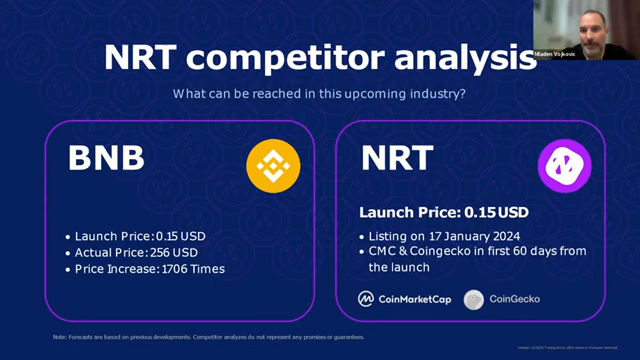 NRT competitor analysis
Mladen Vojkovic
What can be reached in this upcoming industry?
BNB
• Launch Price: 0.15 USD
• Actual Price: 256 USD
• Price Increase: 1706 Times
NRT
Launch Price: 0.15 USD
• Listing on 17 January 2024
• CMC & Coingecko in first 60 days from
the launch
CoinMarketCap
CoinGecko
Note: Forecasts are based on previous developments. Competitor analyzes do not represent any promises or guarantees.